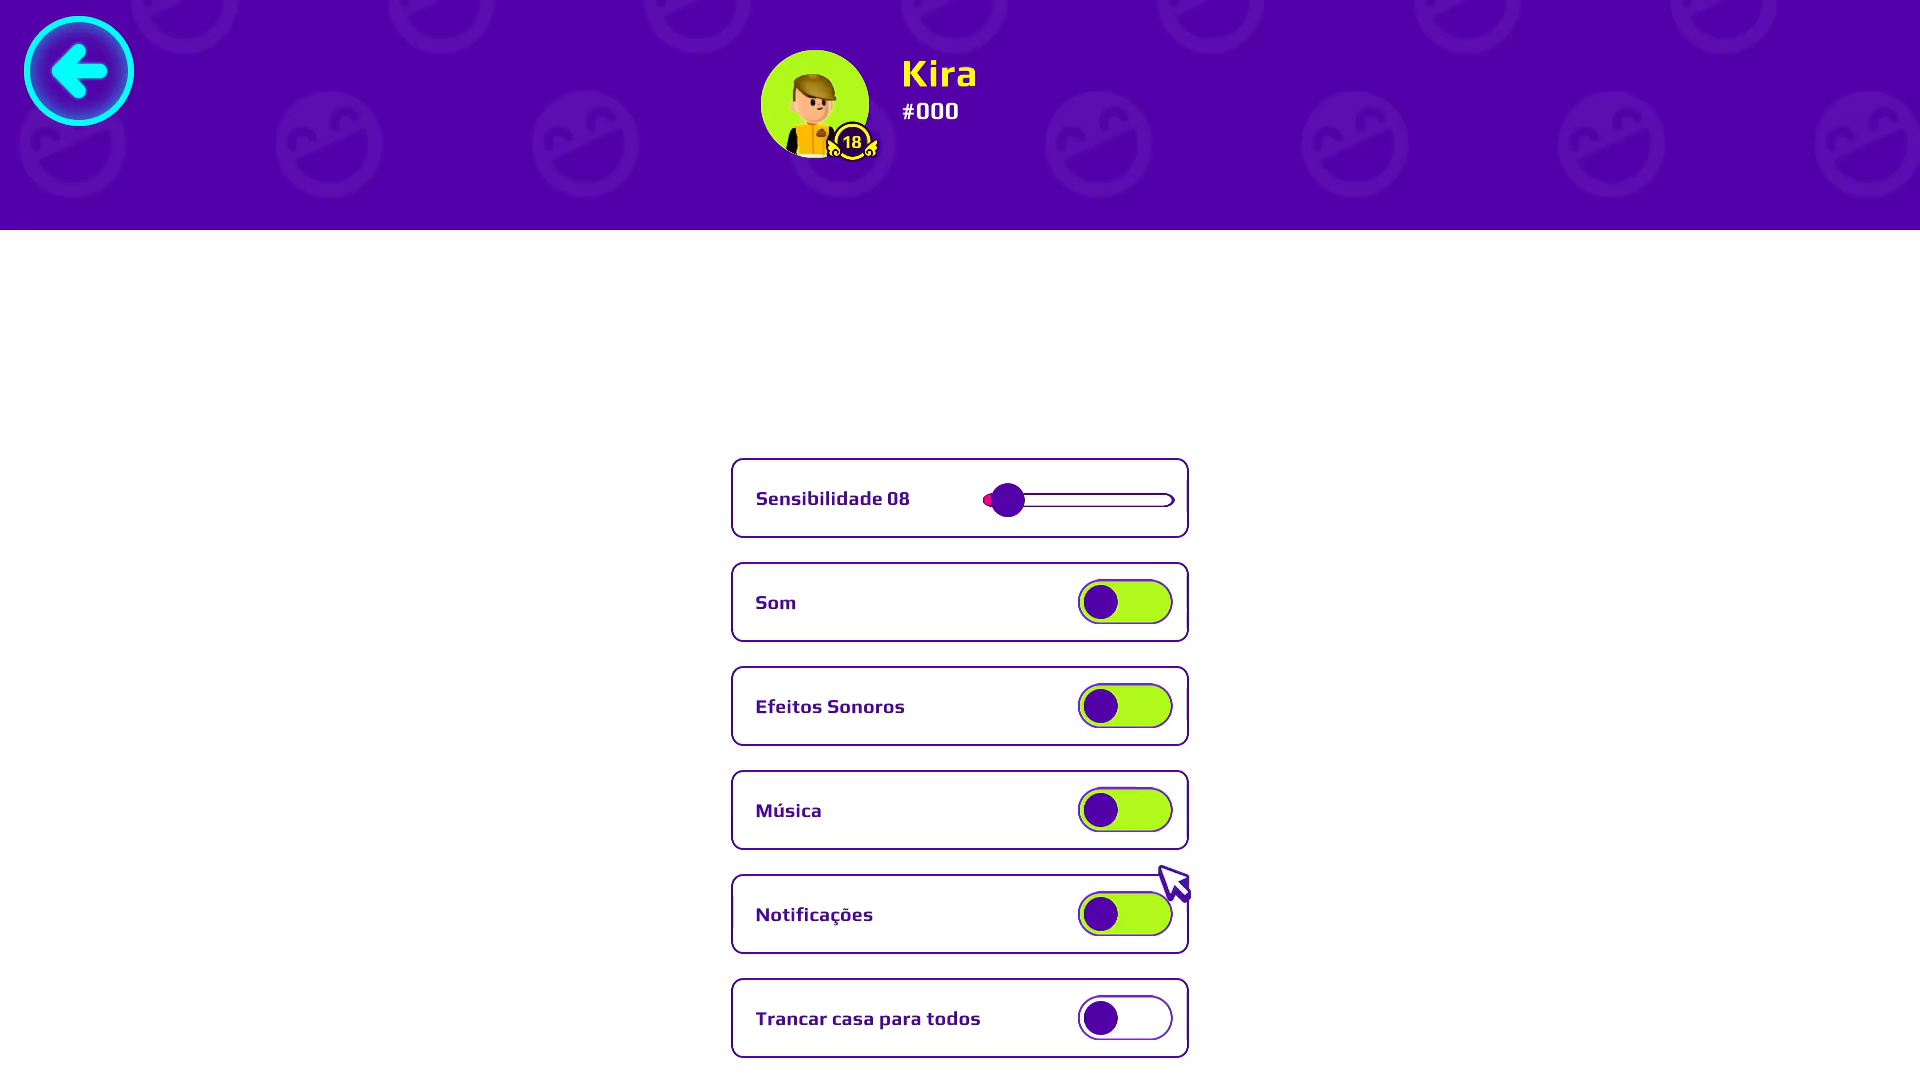 Kira
#000
18
Sensibilidade 08
Som
Efeitos Sonoros
Música
Notificações
Trancar casa para todos